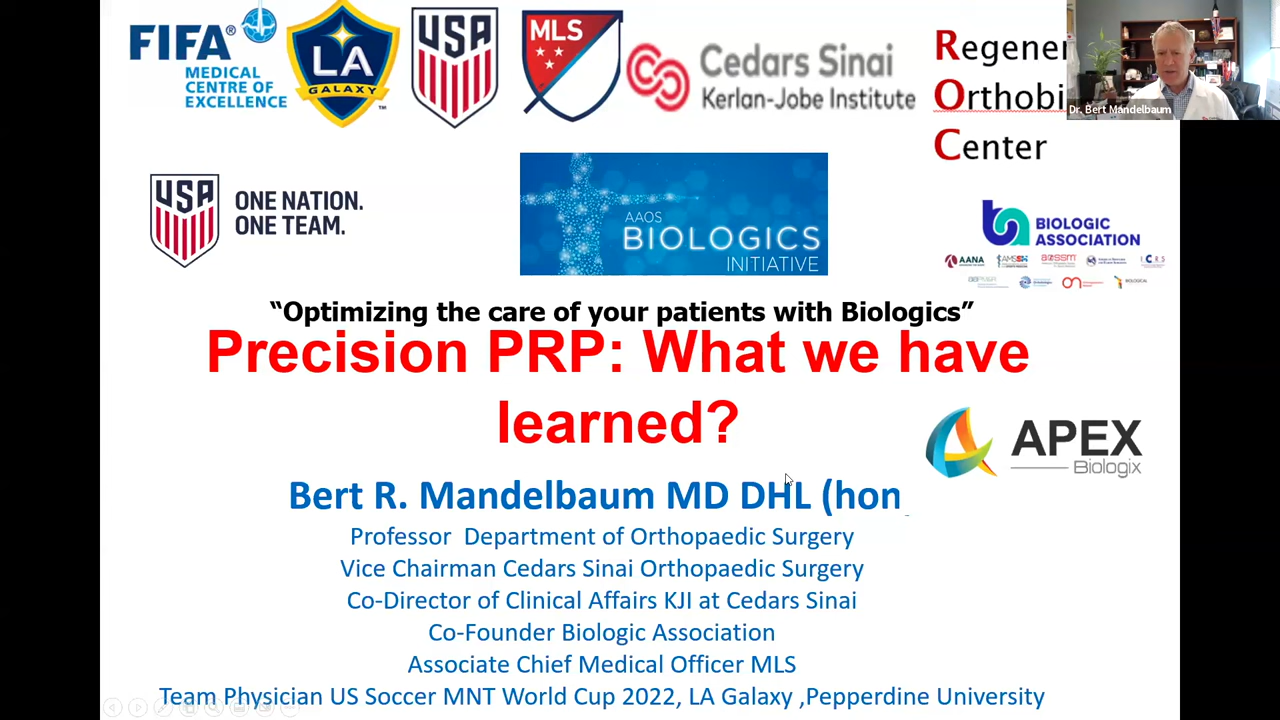 FIFA®
MEDICAL
CENTRE OF
EXCELLENCE
LA
GALAXY
USA
MLS
Cedars Sinai
Kerlan-Jobe Institute
Regener
Orthobi
Center
Dr. Bert Mandelbaum
USA
ONE NATION.
ONE TEAM.
AAOS
BIOLOGICS
INITIATIVE
BIOLOGIC
ASSOCIATION
AANA
AMSSM
ICRS
BIOLOGICAL
“Optimizing the care of your patients with Biologics”
Precision PRP: What we have
learned?
APEX
Biologix
Bert R. Mandelbaum MD DHL (hon
Professor Department of Orthopaedic Surgery
Vice Chairman Cedars Sinai Orthopaedic Surgery
Co-Director of Clinical Affairs KJI at Cedars Sinai
Co-Founder Biologic Association
Associate Chief Medical Officer MLS
Team Physician US Soccer MNT World Cup 2022, LA Galaxy ,Pepperdine University